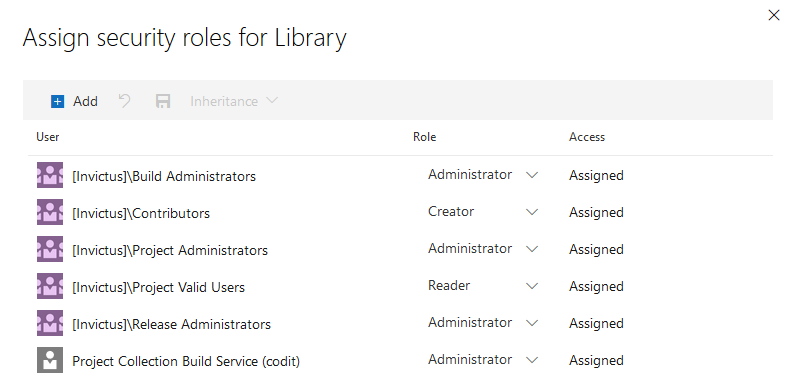 Assign security roles for Library
Add Inheritance
User Role Access
[Invictus]\Build Administrators Administrator Assigned
[Invictus]\Contributors Creator Assigned
[Invictus]\Project Administrators Administrator Assigned
[Invictus]\Project Valid Users Reader Assigned
[Invictus]\Release Administrators Administrator Assigned
Project Collection Build Service (codit) Administrator Assigned